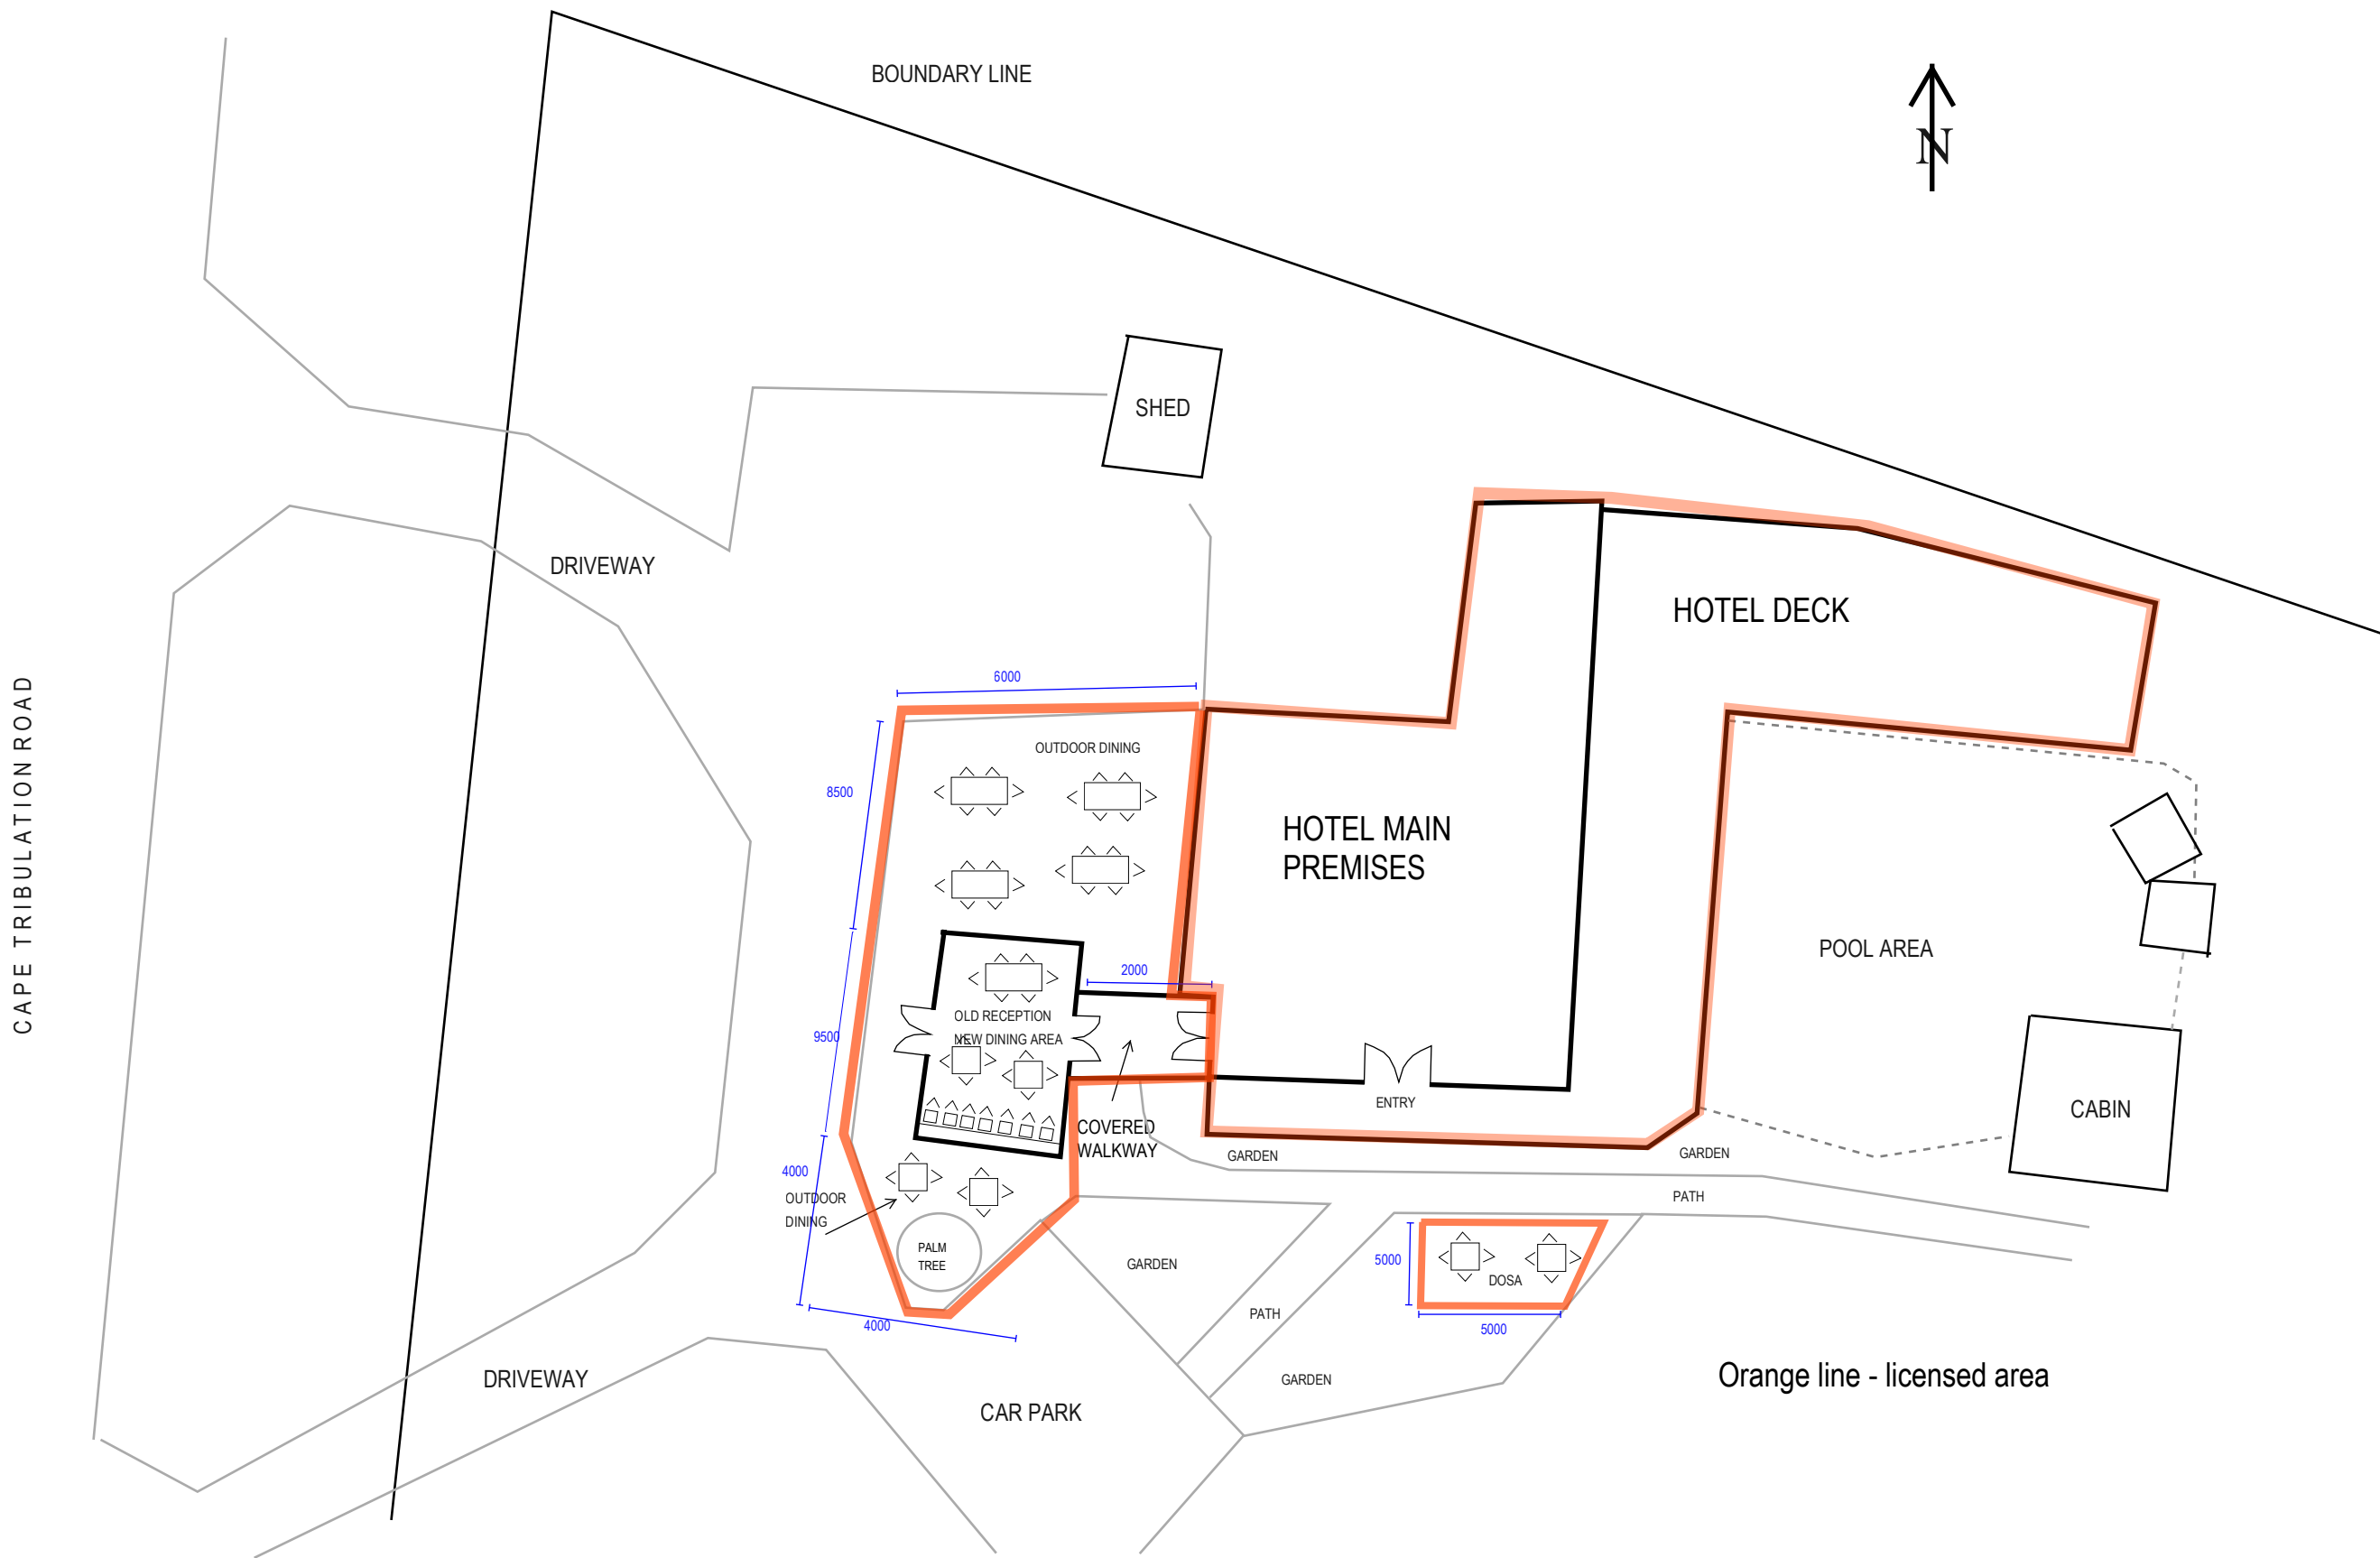 BOUNDARY LINE
N
SHED
DRIVEWAY
HOTEL DECK
CAPE TRIBULATION ROAD
6000
OUTDOOR DINING
8500
HOTEL MAIN
PREMISES
POOL AREA
2000
OLD RECEPTION
NEW DINING AREA
9500
ENTRY
CABIN
COVERED
WALKWAY
GARDEN
GARDEN
4000
OUTDOOR
DINING
PATH
PALM
TREE
GARDEN
5000
DOSA
PATH
4000
5000
DRIVEWAY
GARDEN
Orange line - licensed area
CAR PARK